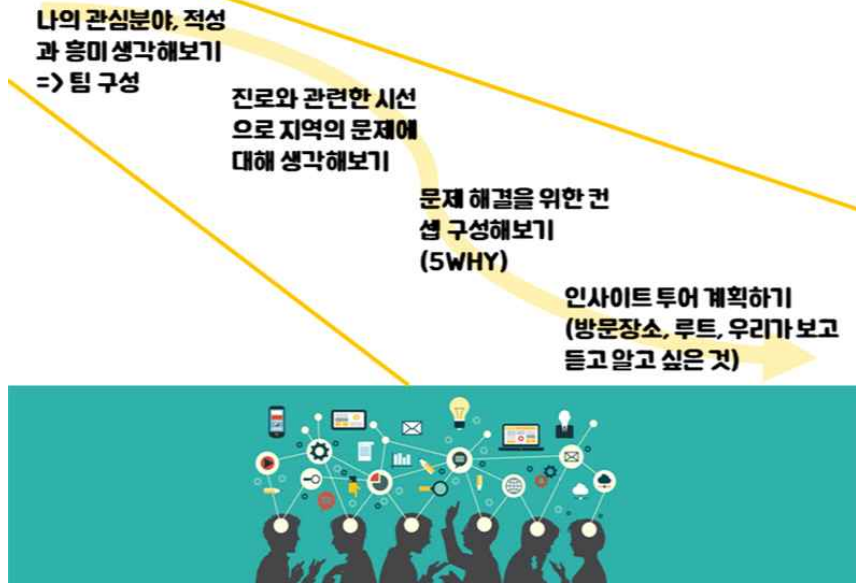 나의 관심분야, 적성
과 흥미 생각해보기
=> 팀 구성
진로와 관련한 시선
으로 지역의 문제에
대해 생각해보기
문제 해결을 위한 컨
셉 구성해보기
(5WHY)
인사이트 투어 계획하기
(방문장소, 루트, 우리가 보고
듣고 알고 싶은 것)